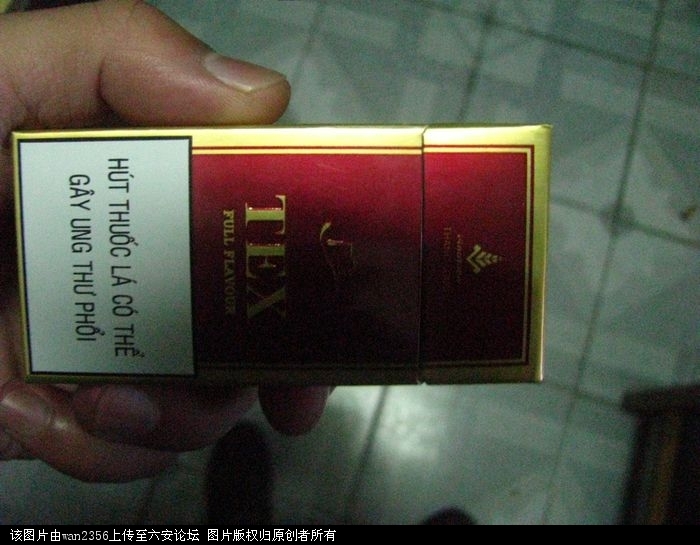 TEX
FULL FLAVOUR
HÚT THUỐC LÁ CÓ THỂ
GÂY UNG THƯ PHỔI
该图片由wan2356上传至六安论坛 图片版权归原创者所有